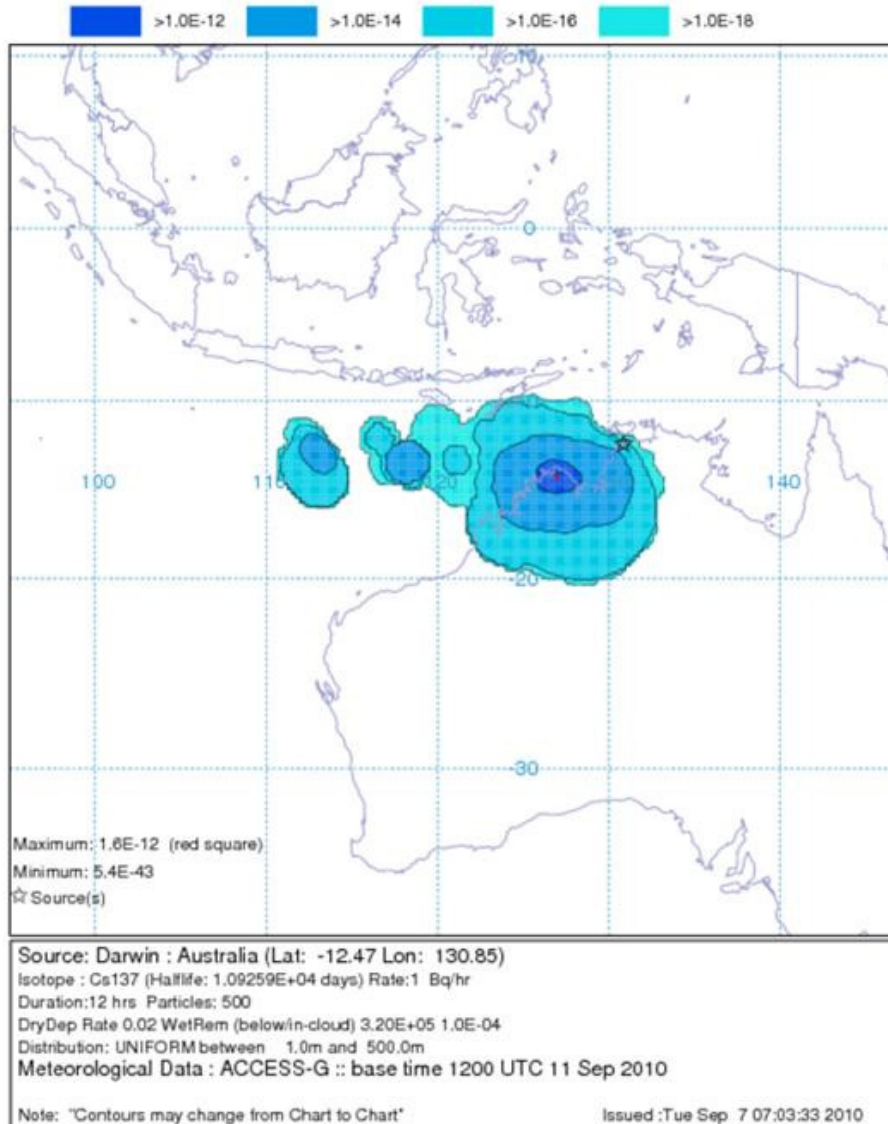 >1.0E-12 >1.0E-14 >1.0E-16 >1.0E-18
10
0
100 110 120 140
-20
-30
Maximum: 1.6E-12 (red square)
Minimum: 5.4E-43
Source(s)
Source: Darwin : Australia (Lat: -12.47 Lon: 130.85)
Isotope : Cs137 (Halflife: 1.09259E+04 days) Rate:1 Bq/hr
Duration:12 hrs Particles: 500
DryDep Rate 0.02 WetRem (below/in-cloud) 3.20E+05 1.0E-04
Distribution: UNIFORM between 1.0m and 500.0m
Meteorological Data : ACCESS-G :: base time 1200 UTC 11 Sep 2010
Note: "Contours may change from Chart to Chart" Issued :Tue Sep 7 07:03:33 2010